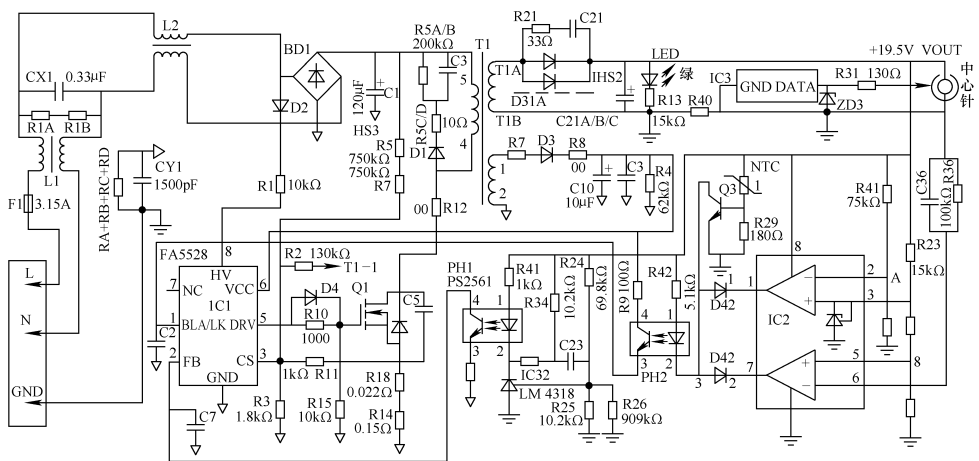 L2
CX1
0.33μF
R1A
R1B
L1
F1
3.15A
L
N
GND
RA+RB+RC+RD
CY1
1500pF
BD1
D2
R1
10kΩ
120μF
C1
HS3
R5
750kΩ
750kΩ
R7
R5A/B
200kΩ
C3
R5C/D
10Ω
D1
R12
00
T1
5
4
T1A
T1B
1
2
R21
33Ω
C21
D31A
IHS2
LED
绿
R13
15kΩ
C21A/B/C
R40
IC3
GND DATA
R31
130Ω
ZD3
+19.5V VOUT
中心针
R7
D3
R8
00
C10
10μF
C3
R4
62kΩ
NTC
1
Q3
R29
180Ω
R41
75kΩ
C36
100kΩ
R36
R23
15kΩ
FA5528
8
HV
7
NC
VCC
6
1C1
1
BLA/LK
DRV
5
2
FB
CS
3
GND
4
C2
C7
R2
130kΩ
T1-1
D4
R10
1000
Q1
C5
1kΩ
R11
R3
1.8kΩ
R15
10kΩ
R18
0.022Ω
R14
0.15Ω
PH1
PS2561
4
1
3
2
R41
1kΩ
R34
10.2kΩ
R24
69.8kΩ
C23
IC32
LM 4318
R25
10.2kΩ
R26
909kΩ
R9
100Ω
R42
5.1kΩ
4
1
3
2
PH2
D42
1
3
D42
2
8
1
2
A
3
IC2
7
5
6
8